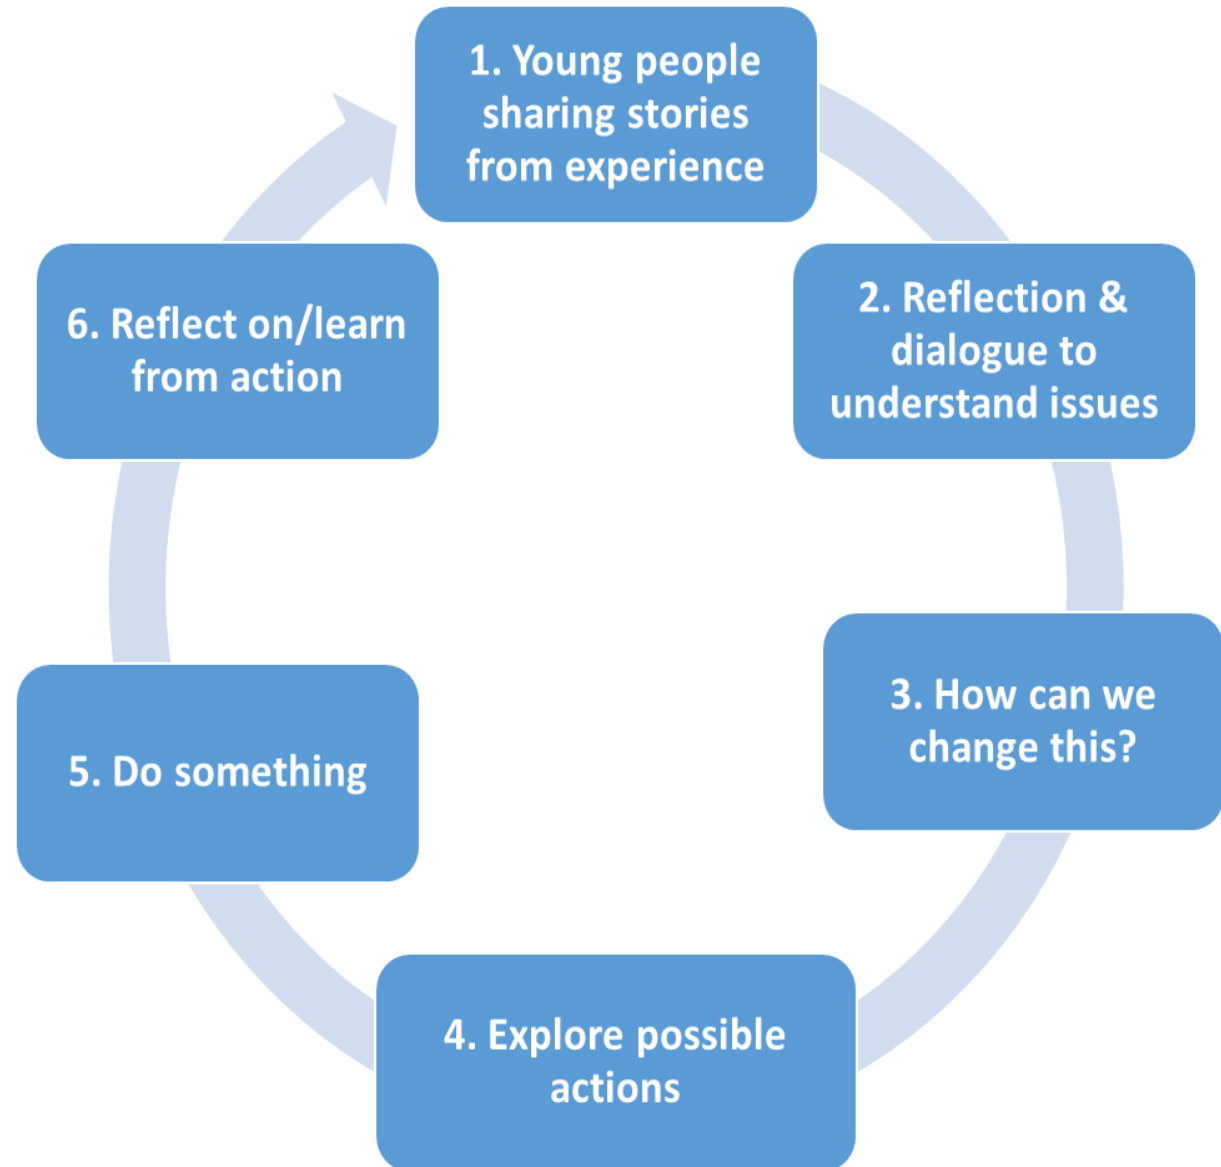 1. Young people
sharing stories
from experience
2. Reflection &
dialogue to
understand issues
3. How can we
change this?
4. Explore possible
actions
5. Do something
6. Reflect on/learn
from action